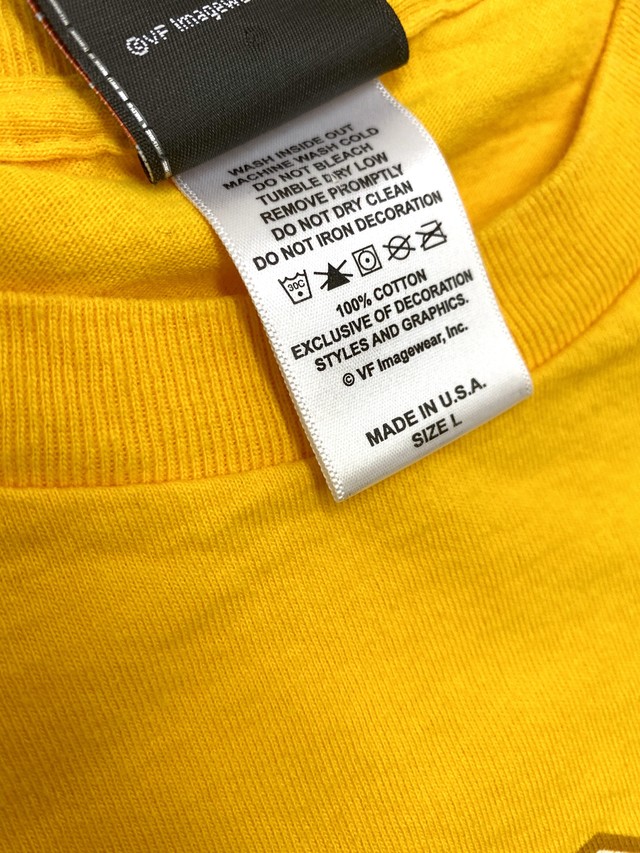 ©VF Imagewear
WASH INSIDE OUT
MACHINE WASH COLD
DO NOT BLEACH
TUMBLE DRY LOW
REMOVE PROMPTLY
DO NOT DRY CLEAN
DO NOT IRON DECORATION
30C
100% COTTON
EXCLUSIVE OF DECORATION
STYLES AND GRAPHICS.
© VF Imagewear, Inc.
MADE IN U.S.A.
SIZE L